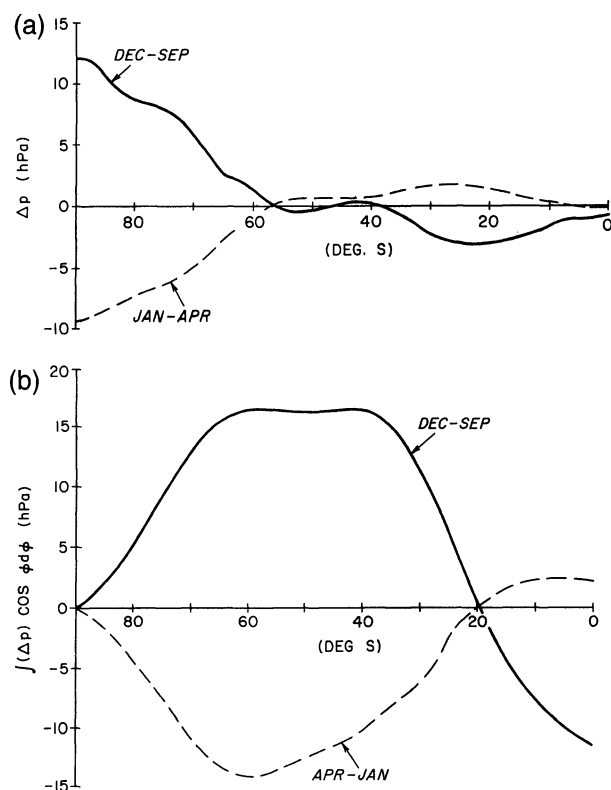 (a)
15
10
5
0
-5
-10
Δp (hPa)
DEC-SEP
JAN-APR
80
60
40
20
0
(DEG. S)
(b)
20
15
10
5
0
-5
-10
-15
∫(Δp) COS ϕdϕ (hPa)
DEC-SEP
APR-JAN
80
60
40
20
0
(DEG S)